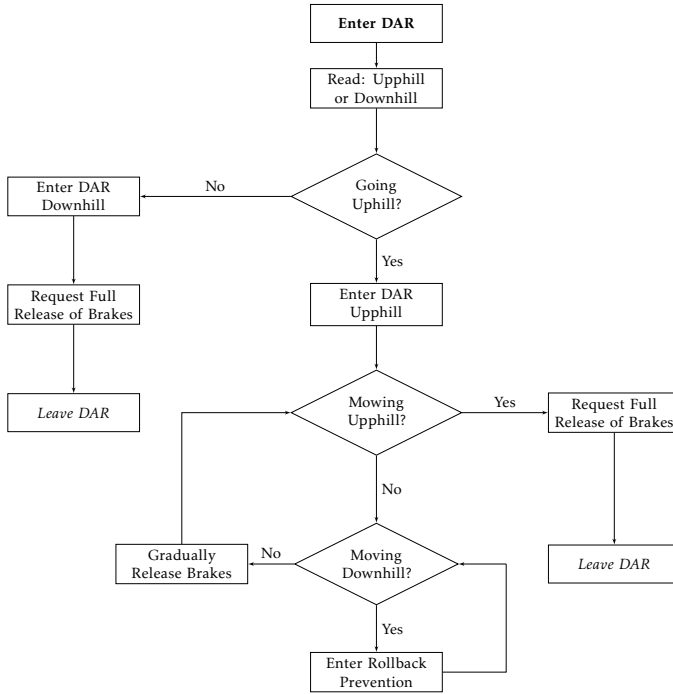 Enter DAR
Read: Upphill
or Downhill
Going
Uphill?
No
Enter DAR
Downhill
Yes
Request Full
Release of Brakes
Enter DAR
Upphill
Leave DAR
Mowing
Upphill?
Yes
Request Full
Release of Brakes
No
Gradually
Release Brakes
No
Moving
Downhill?
Leave DAR
Yes
Enter Rollback
Prevention